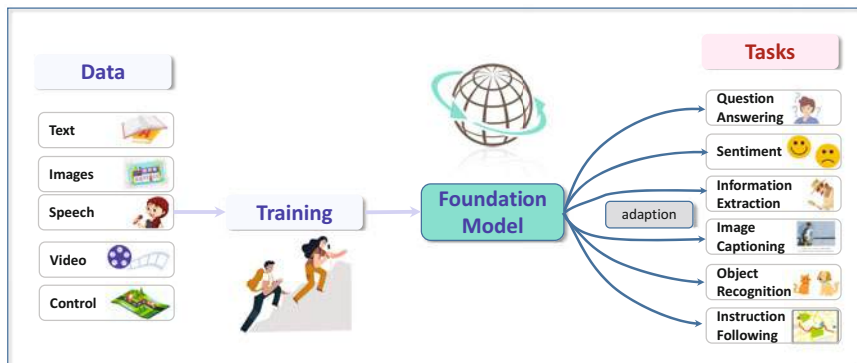 Data
Text
Images
Speech
Video
Control
Training
Foundation
Model
adaption
Tasks
Question
Answering
Sentiment
Information
Extraction
Image
Captioning
Object
Recognition
Instruction
Following